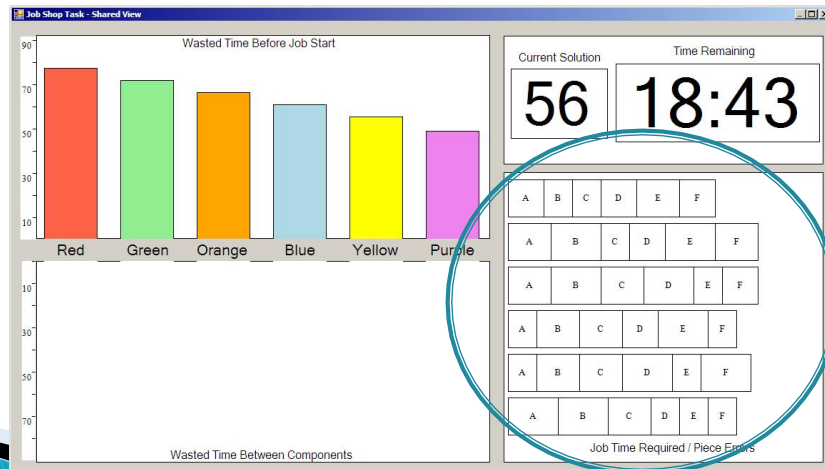 Job Shop Task - Shared View
Wasted Time Before Job Start
90
70
50
30
10
Red Green Orange Blue Yellow Purple
10
30
50
70
Wasted Time Between Components
Current Solution
56
Time Remaining
18:43
A B C D E F
A B C D E F
A B C D E F
A B C D E F
A B C D E F
A B C D E F
Job Time Required / Piece Errors